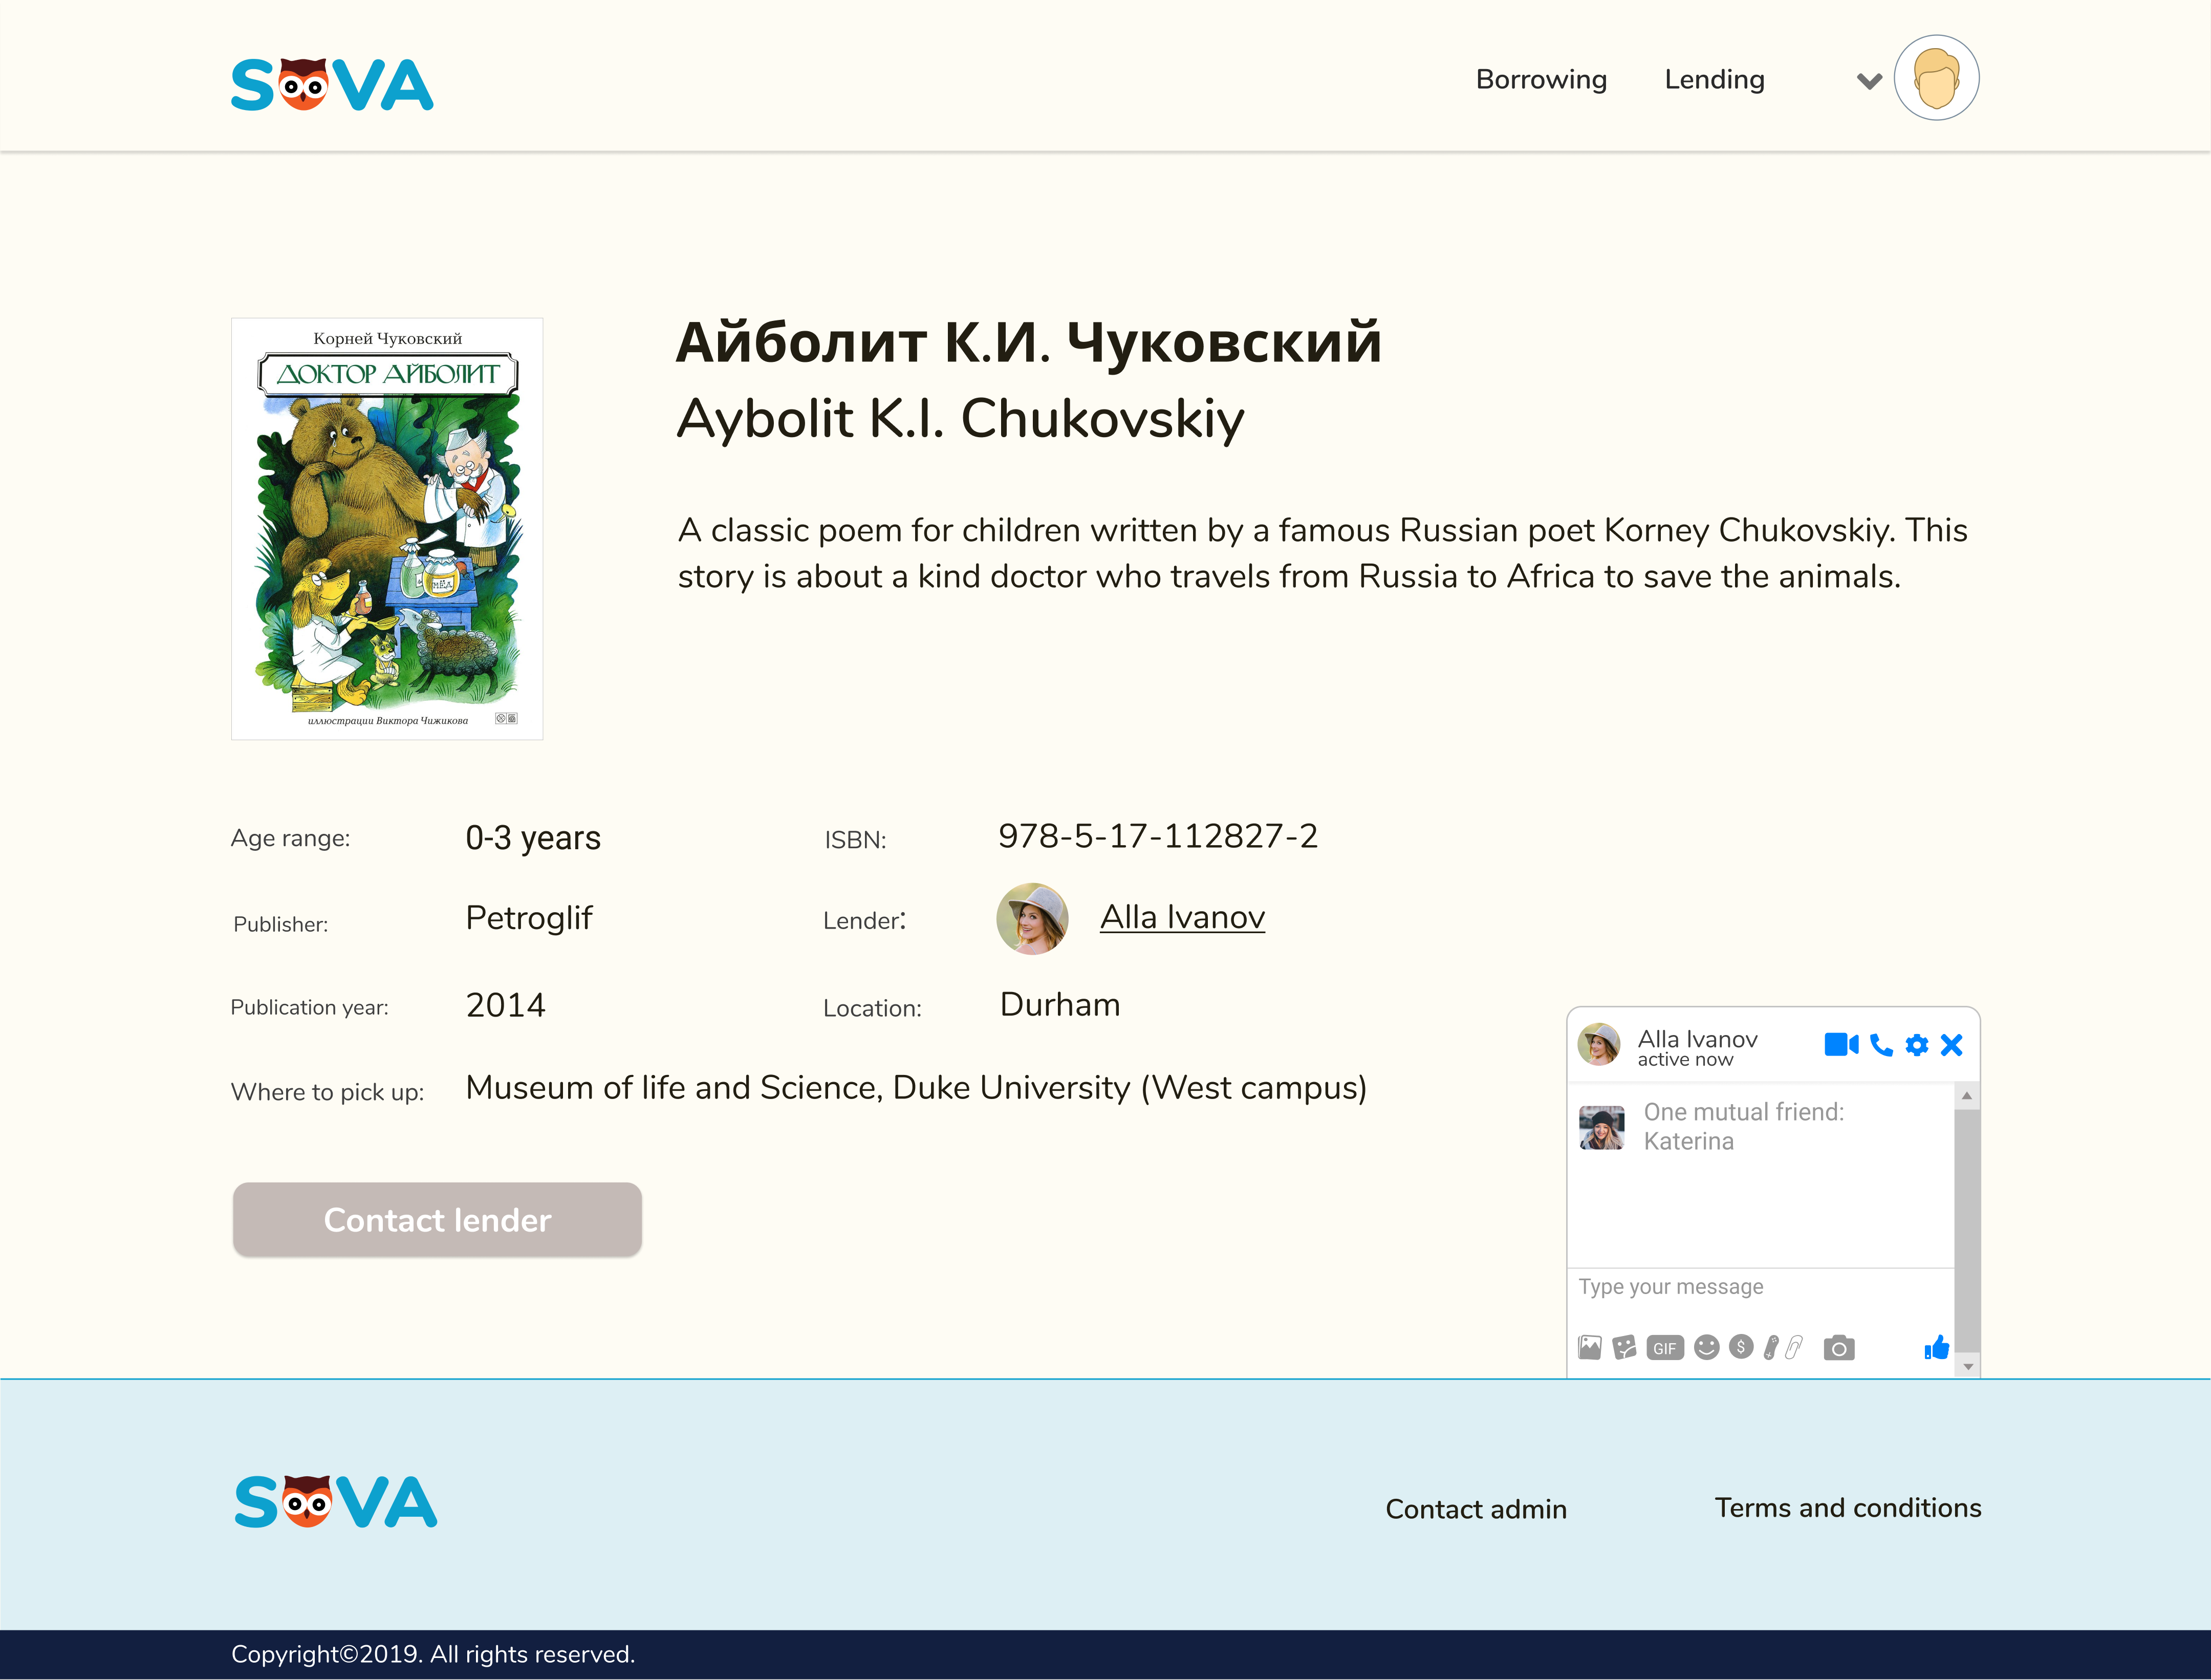 SOVA
Borrowing
Lending
Корней Чуковский
ДОКТОР АЙБОЛИТ
МЁД
иллюстрации Виктора Чижикова
Айболит К.И. Чуковский
Aybolit K.I. Chukovskiy
A classic poem for children written by a famous Russian poet Korney Chukovskiy. This
story is about a kind doctor who travels from Russia to Africa to save the animals.
Age range:
0-3 years
ISBN:
978-5-17-112827-2
Publisher:
Petroglif
Lender:
Alla Ivanov
Publication year:
2014
Location:
Durham
Where to pick up:
Museum of life and Science, Duke University (West campus)
Contact lender
Alla Ivanov
active now
One mutual friend:
Katerina
Type your message
GIF
$
SOVA
Contact admin
Terms and conditions
Copyright©2019. All rights reserved.